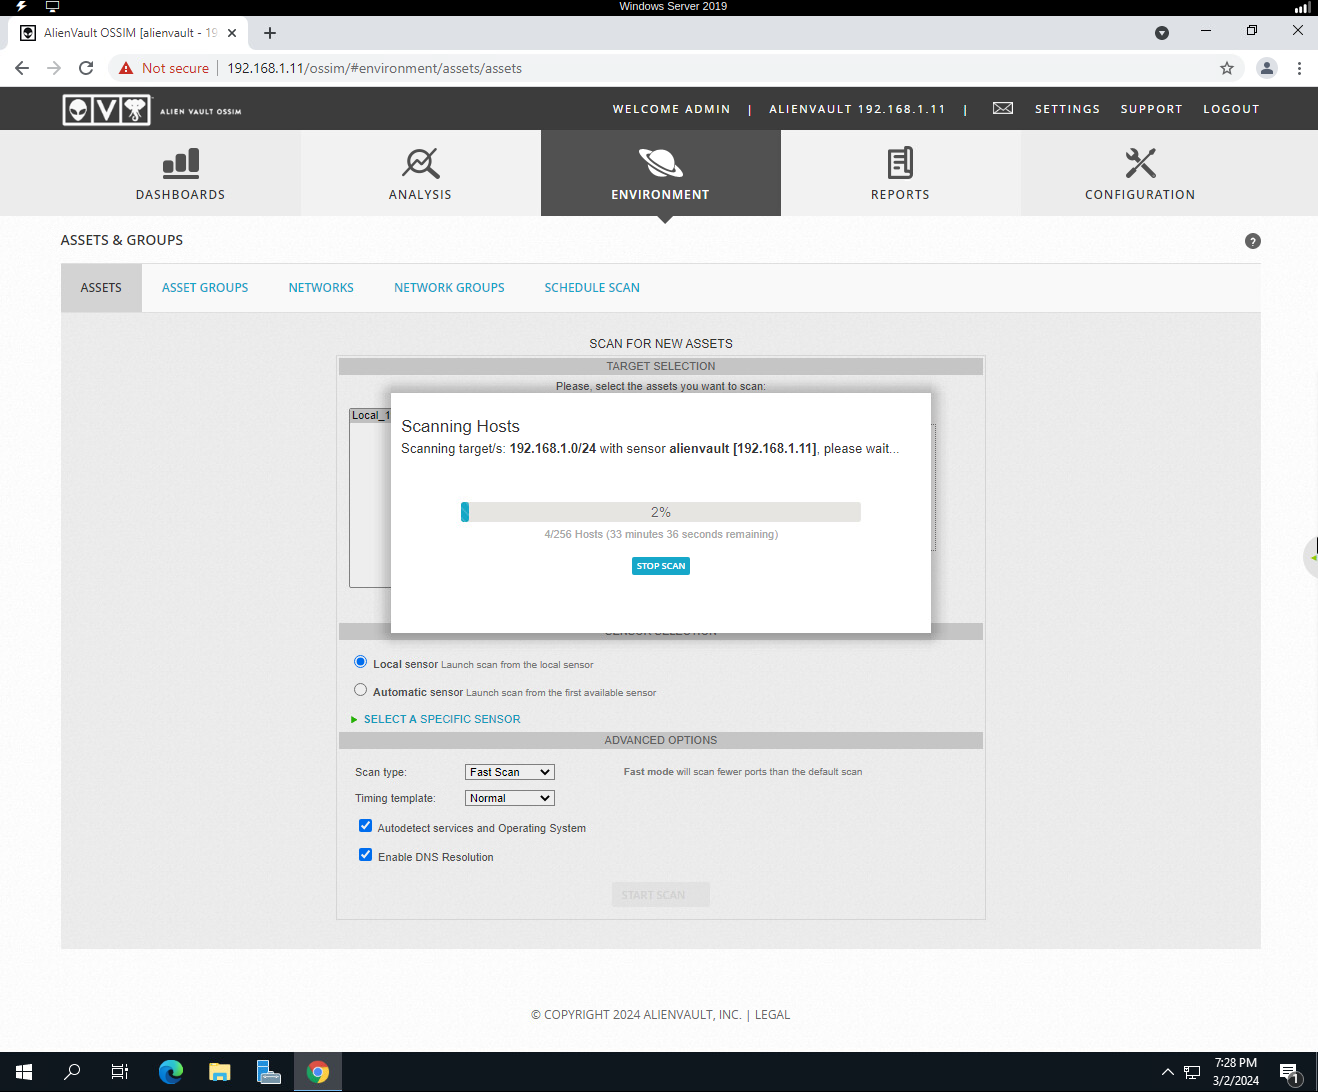 Windows Server 2019
AlienVault OSSIM [alienvault - 19
Not secure
192.168.1.11/ossim/#environment/assets/assets
V
ALIEN VAULT OSSIM
WELCOME ADMIN | ALIENVAULT 192.168.1.11 | SETTINGS SUPPORT LOGOUT
DASHBOARDS
ANALYSIS
ENVIRONMENT
REPORTS
CONFIGURATION
ASSETS & GROUPS
?
ASSETS
ASSET GROUPS
NETWORKS
NETWORK GROUPS
SCHEDULE SCAN
SCAN FOR NEW ASSETS
TARGET SELECTION
Please, select the assets you want to scan:
Local_1
Scanning Hosts
Scanning target/s: 192.168.1.0/24 with sensor alienvault [192.168.1.11], please wait...
2%
4/256 Hosts (33 minutes 36 seconds remaining)
STOP SCAN
SENSOR SELECTION
Local sensor Launch scan from the local sensor
Automatic sensor Launch scan from the first available sensor
SELECT A SPECIFIC SENSOR
ADVANCED OPTIONS
Scan type: Fast Scan Fast mode will scan fewer ports than the default scan
Timing template: Normal
Autodetect services and Operating System
Enable DNS Resolution
START SCAN
© COPYRIGHT 2024 ALIENVAULT, INC. | LEGAL
7:28 PM
3/2/2024
1